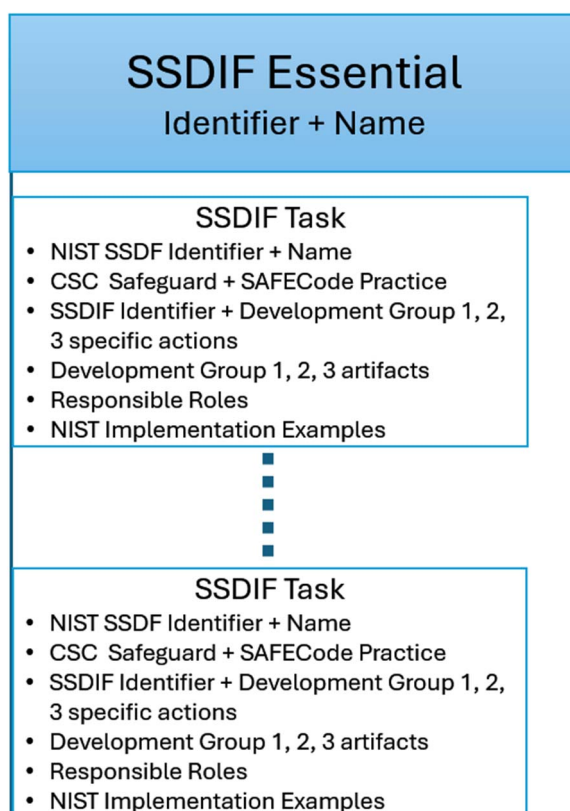 SSDIF Essential
Identifier + Name
SSDIF Task
• NIST SSDF Identifier + Name
• CSC Safeguard + SAFECode Practice
• SSDIF Identifier + Development Group 1, 2,
3 specific actions
• Development Group 1, 2, 3 artifacts
• Responsible Roles
• NIST Implementation Examples
SSDIF Task
• NIST SSDF Identifier + Name
• CSC Safeguard + SAFECode Practice
• SSDIF Identifier + Development Group 1, 2,
3 specific actions
• Development Group 1, 2, 3 artifacts
• Responsible Roles
• NIST Implementation Examples